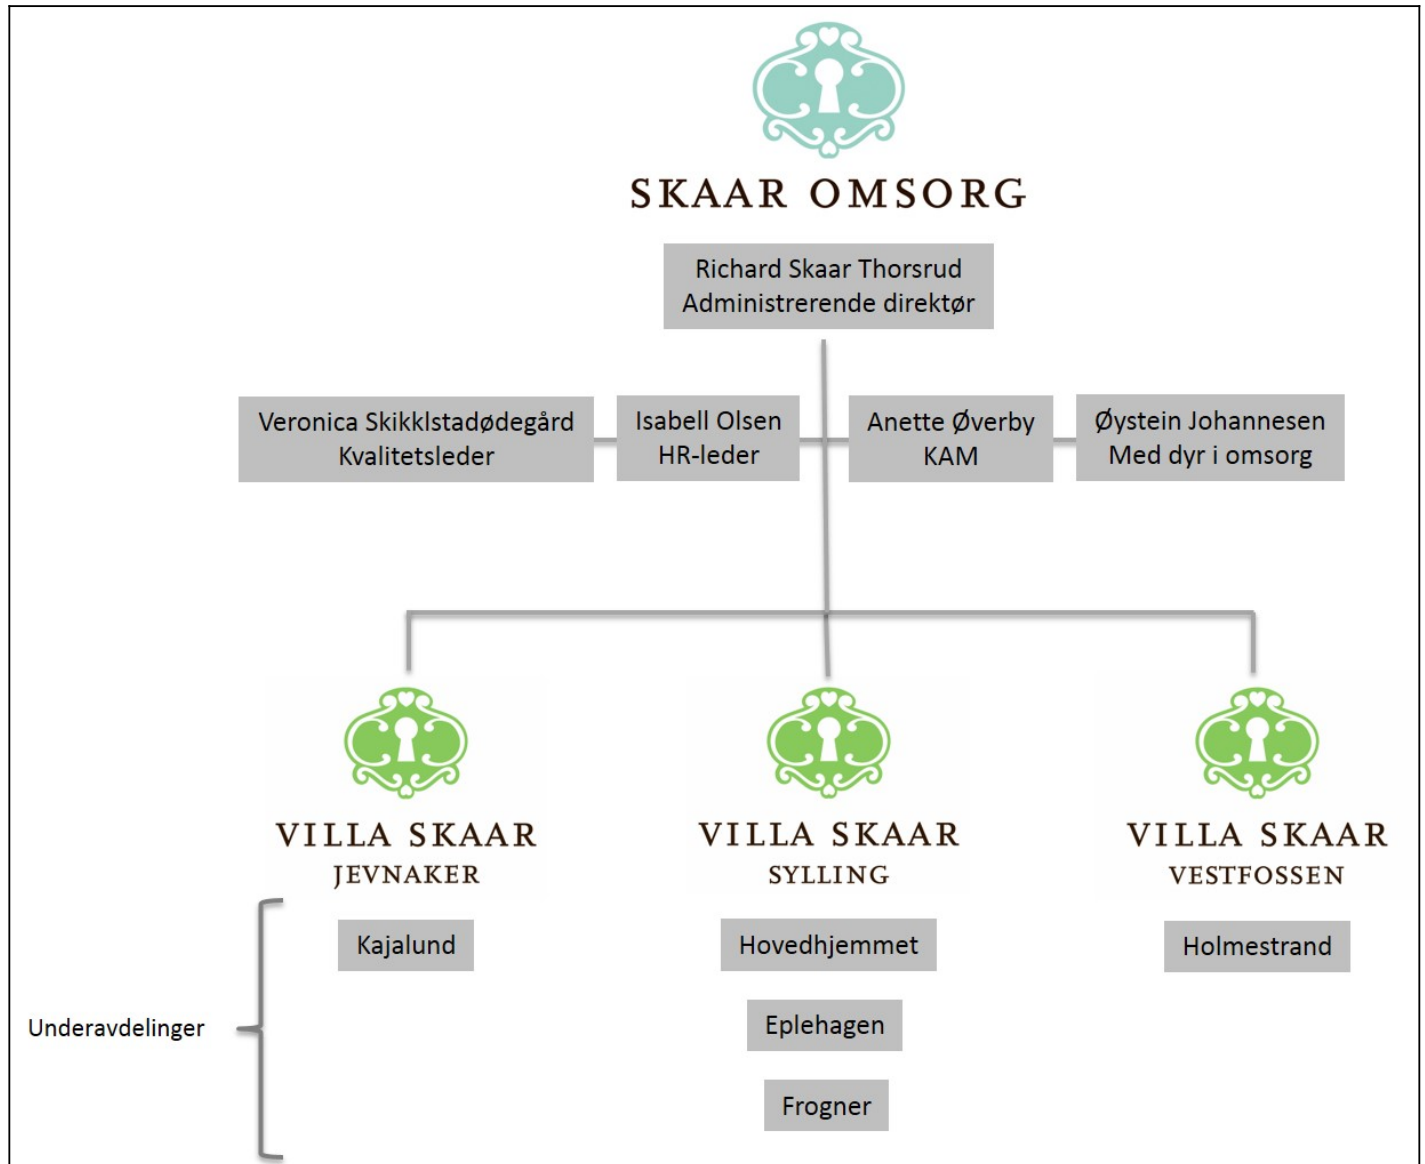 SKAAR OMSORG
Richard Skaar Thorsrud
Administrerende direktør
Veronica Skikklstadødegård
Kvalitetsleder
Isabell Olsen
HR-leder
Anette Øverby
KAM
Øystein Johannesen
Med dyr i omsorg
VILLA SKAAR
JEVNAKER
VILLA SKAAR
SYLLING
VILLA SKAAR
VESTFOSSEN
Underavdelinger
Kajalund
Hovedhjemmet
Eplehagen
Frogner
Holmestrand